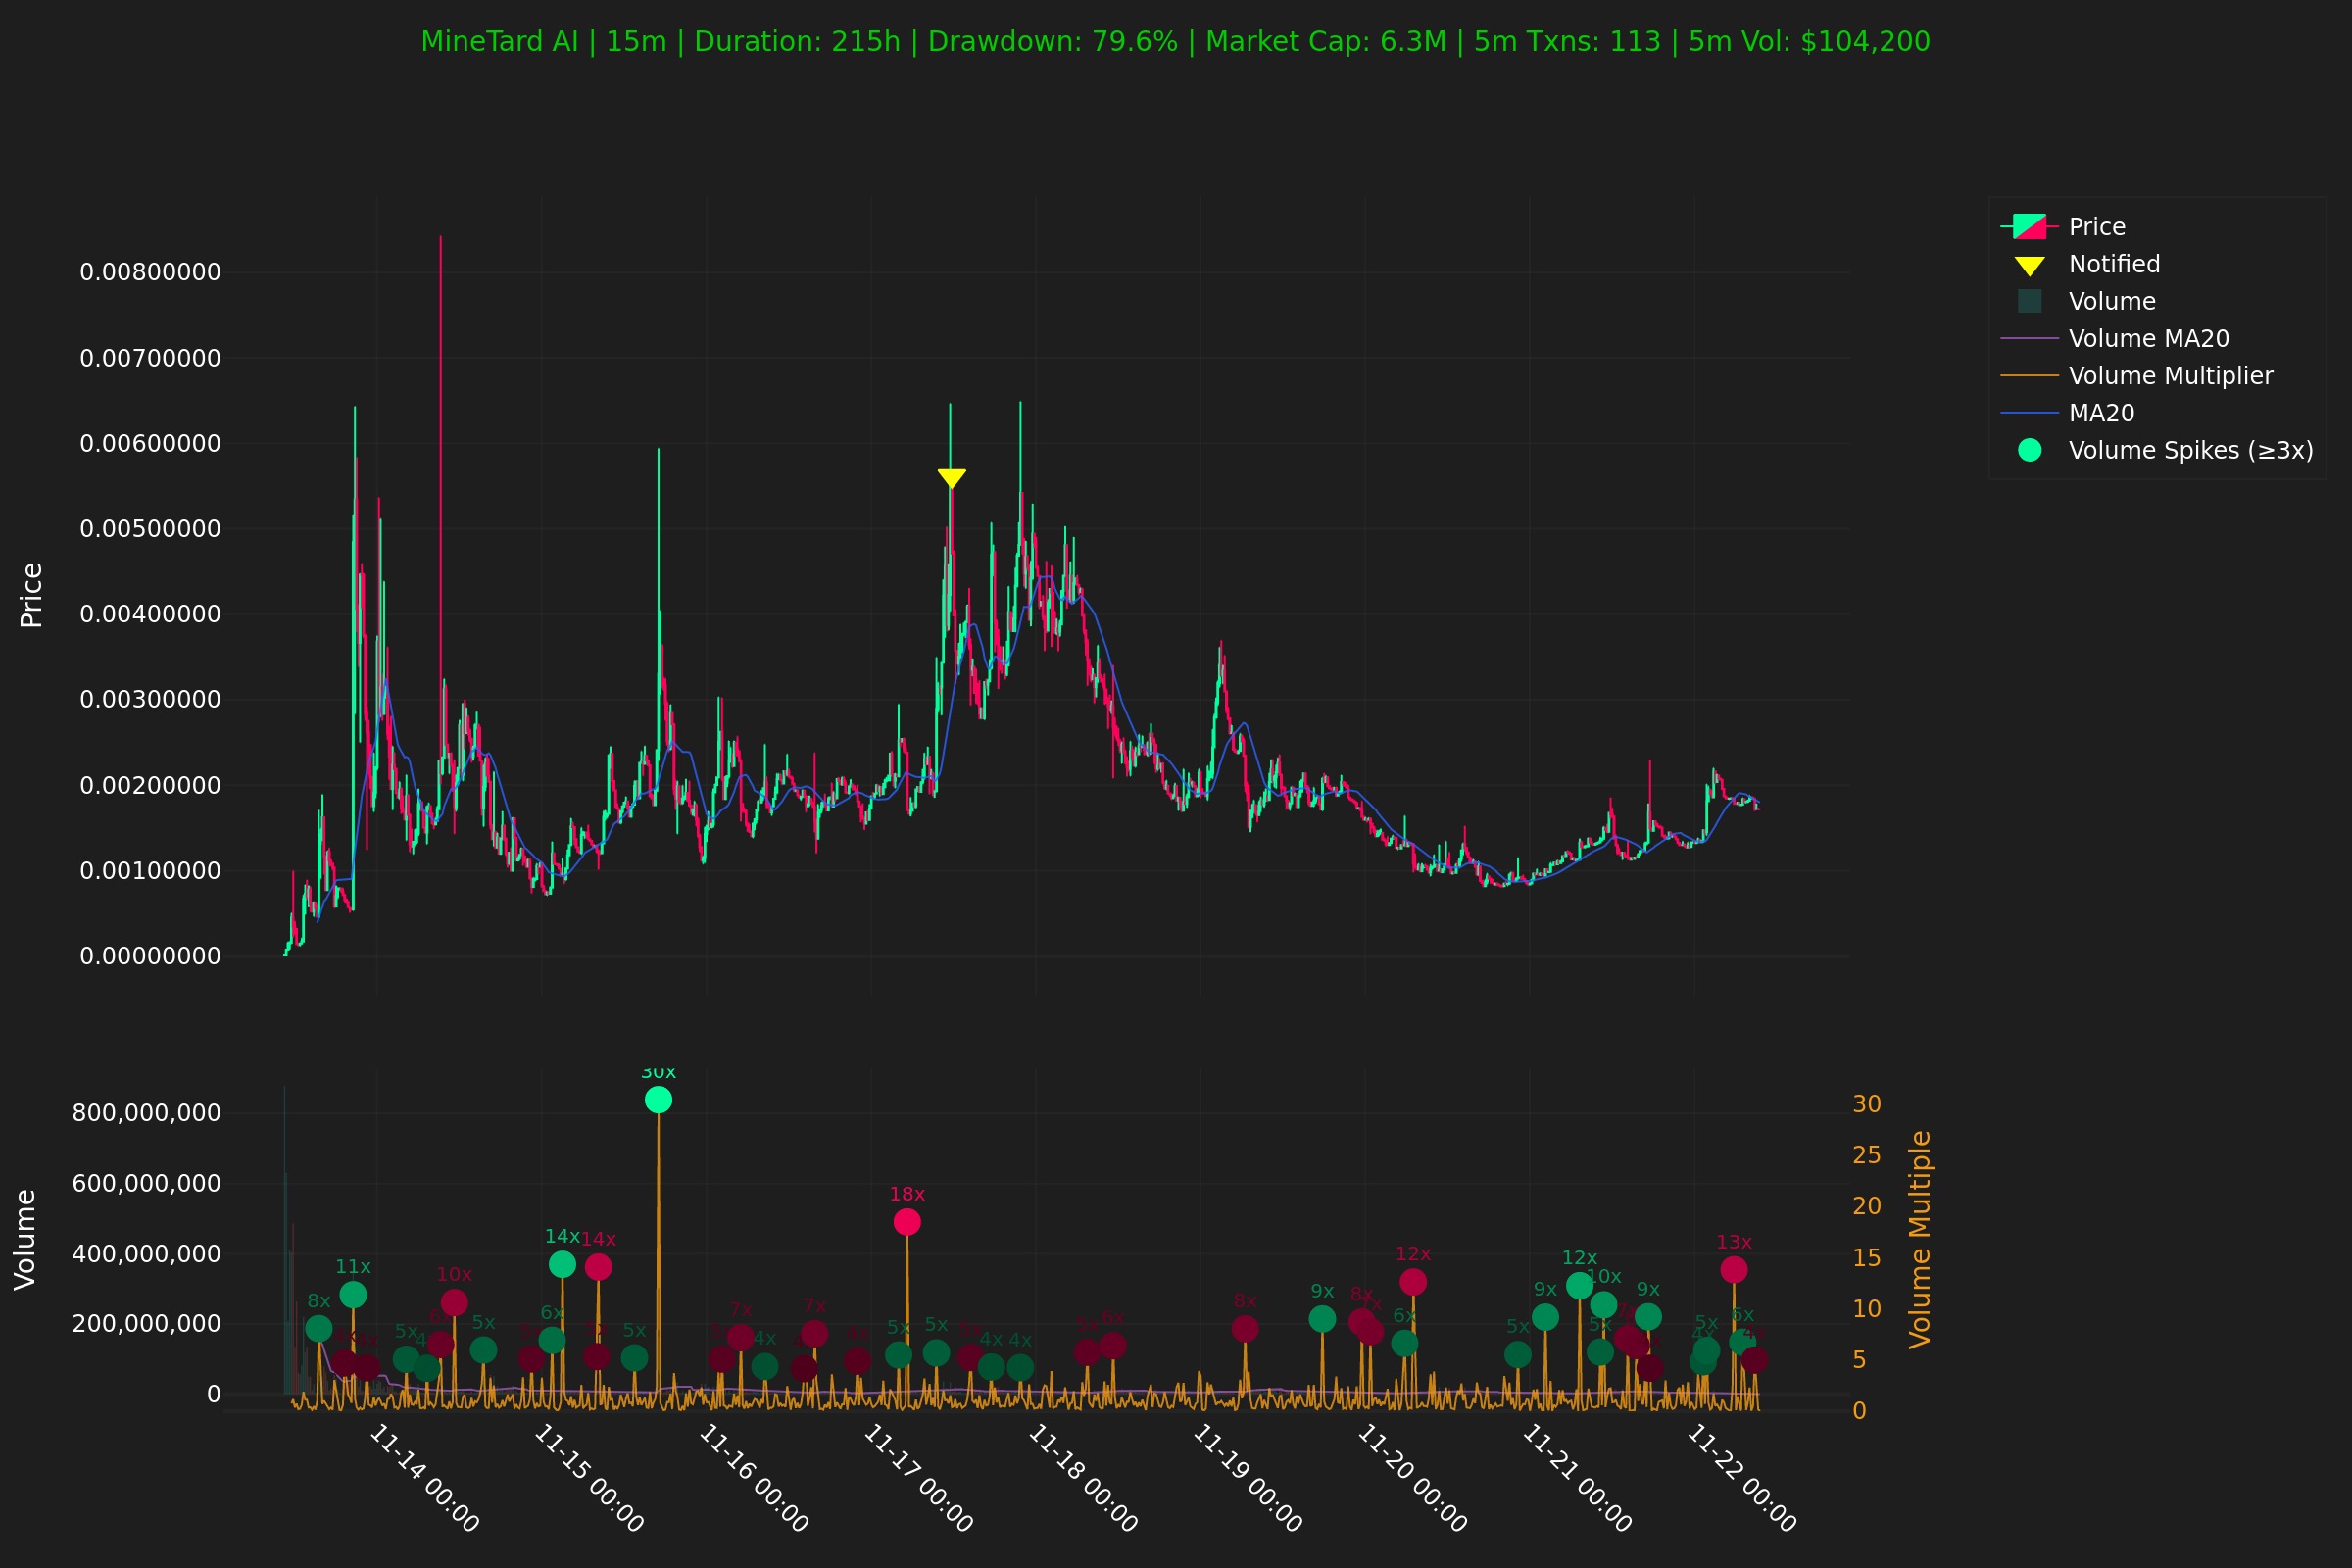 MineTard AI | 15m | Duration: 215h | Drawdown: 79.6% | Market Cap: 6.3M | 5m Txns: 113 | 5m Vol: $104,200
Price
Notified
Volume
Volume MA20
Volume Multiplier
MA20
Volume Spikes (≥3x)
Price
0.00800000
0.00700000
0.00600000
0.00500000
0.00400000
0.00300000
0.00200000
0.00100000
0.00000000
Volume
800,000,000
600,000,000
400,000,000
200,000,000
0
30x
18x
14x
14x
11x
10x
8x
5x
5x
6x
5x
7x
4x
7x
5x
5x
4x
4x
6x
8x
9x
8x
12x
6x
5x
9x
12x
10x
5x
9x
5x
13x
6x
30
25
20
15
10
5
0
Volume Multiple
11-14 00:00
11-15 00:00
11-16 00:00
11-17 00:00
11-18 00:00
11-19 00:00
11-20 00:00
11-21 00:00
11-22 00:00